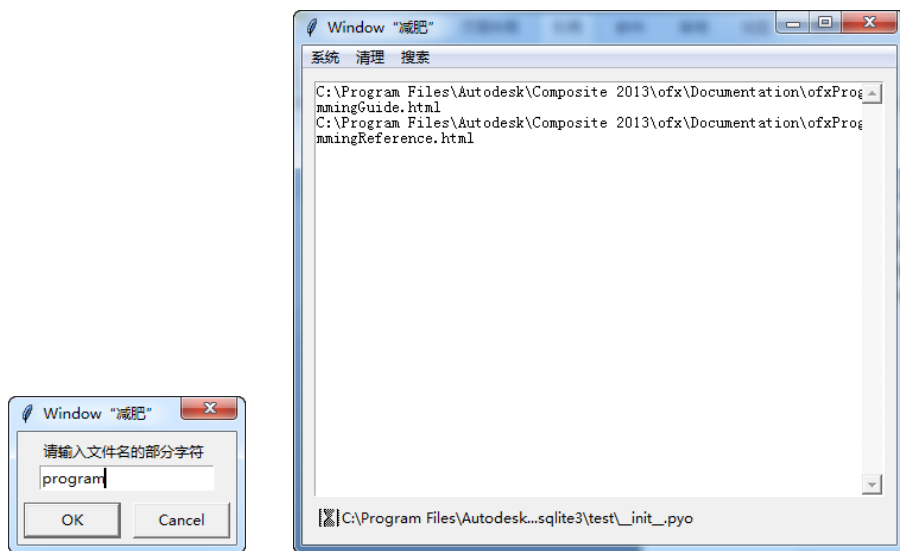 Window “减肥”
系统 清理 搜索
C:\Program Files\Autodesk\Composite 2013\ofx\Documentation\ofxProg
mmingGuide.html
C:\Program Files\Autodesk\Composite 2013\ofx\Documentation\ofxProg
mmingReference.html
C:\Program Files\Autodesk...sqlite3\test\__init__.pyo
Window “减肥”
请输入文件名的部分字符
program
OK Cancel